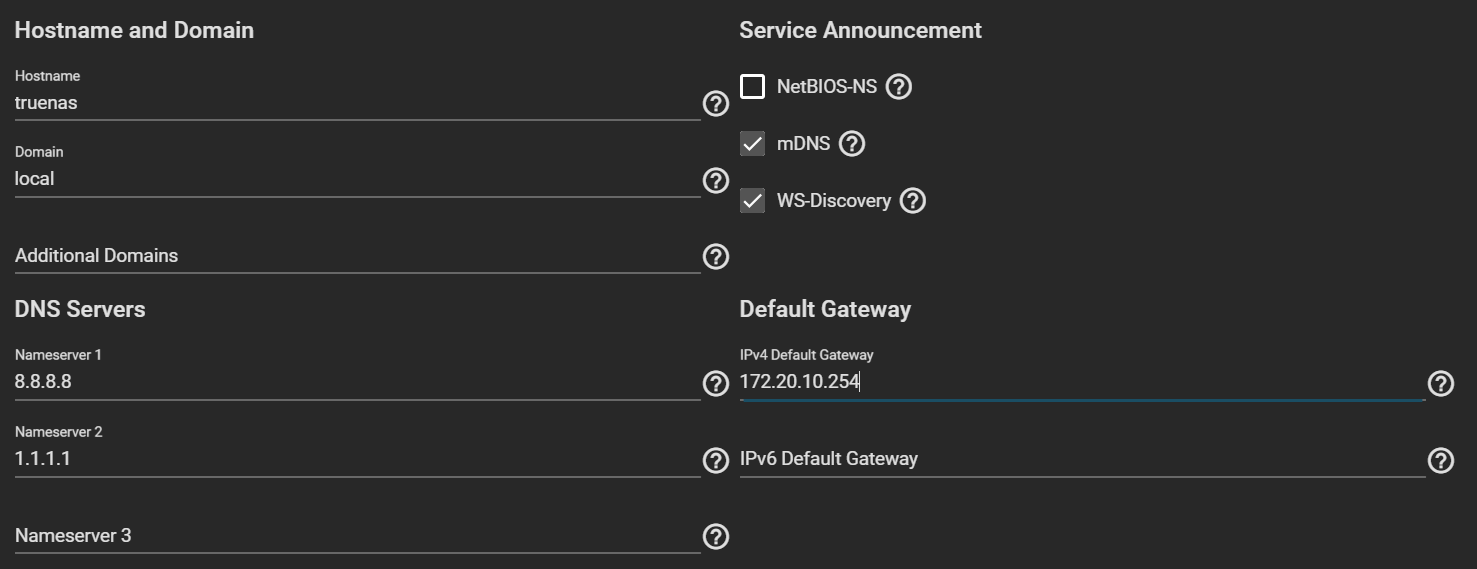 Hostname and Domain
Hostname
truenas
Domain
local
Additional Domains
Service Announcement
NetBIOS-NS
mDNS
WS-Discovery
DNS Servers
Nameserver 1
8.8.8.8
Nameserver 2
1.1.1.1
Nameserver 3
Default Gateway
IPv4 Default Gateway
172.20.10.254
IPv6 Default Gateway